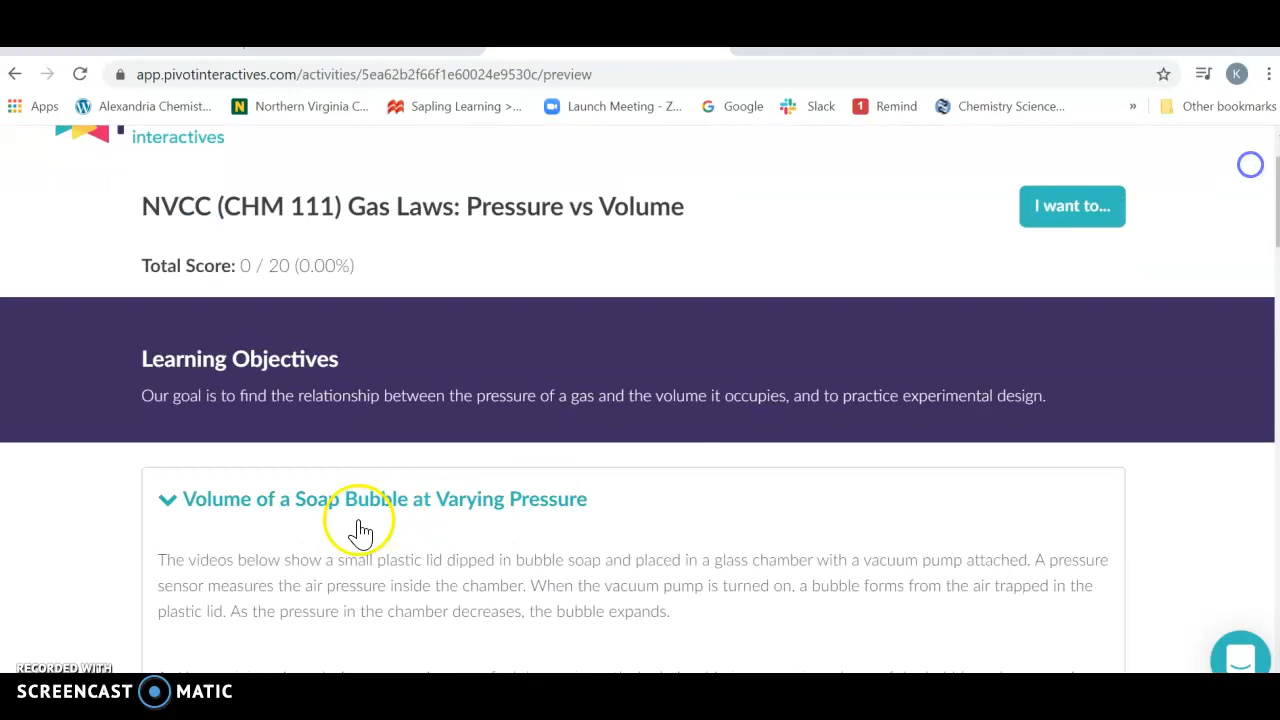 app.pivotinteractives.com/activities/5ea62b2f66f1e60024e9530c/preview
K
Apps Alexandria Chemist... N Northern Virginia C... Sapling Learning >... Launch Meeting - Z... Google Slack 1 Remind Chemistry Science... » Other bookmarks
interactives
NVCC (CHM 111) Gas Laws: Pressure vs Volume
I want to...
Total Score: 0 / 20 (0.00%)
Learning Objectives
Our goal is to find the relationship between the pressure of a gas and the volume it occupies, and to practice experimental design.
Volume of a Soap Bubble at Varying Pressure
The videos below show a small plastic lid dipped in bubble soap and placed in a glass chamber with a vacuum pump attached. A pressure
sensor measures the air pressure inside the chamber. When the vacuum pump is turned on, a bubble forms from the air trapped in the
plastic lid. As the pressure in the chamber decreases, the bubble expands.
RECORDED WITH
SCREENCAST MATIC